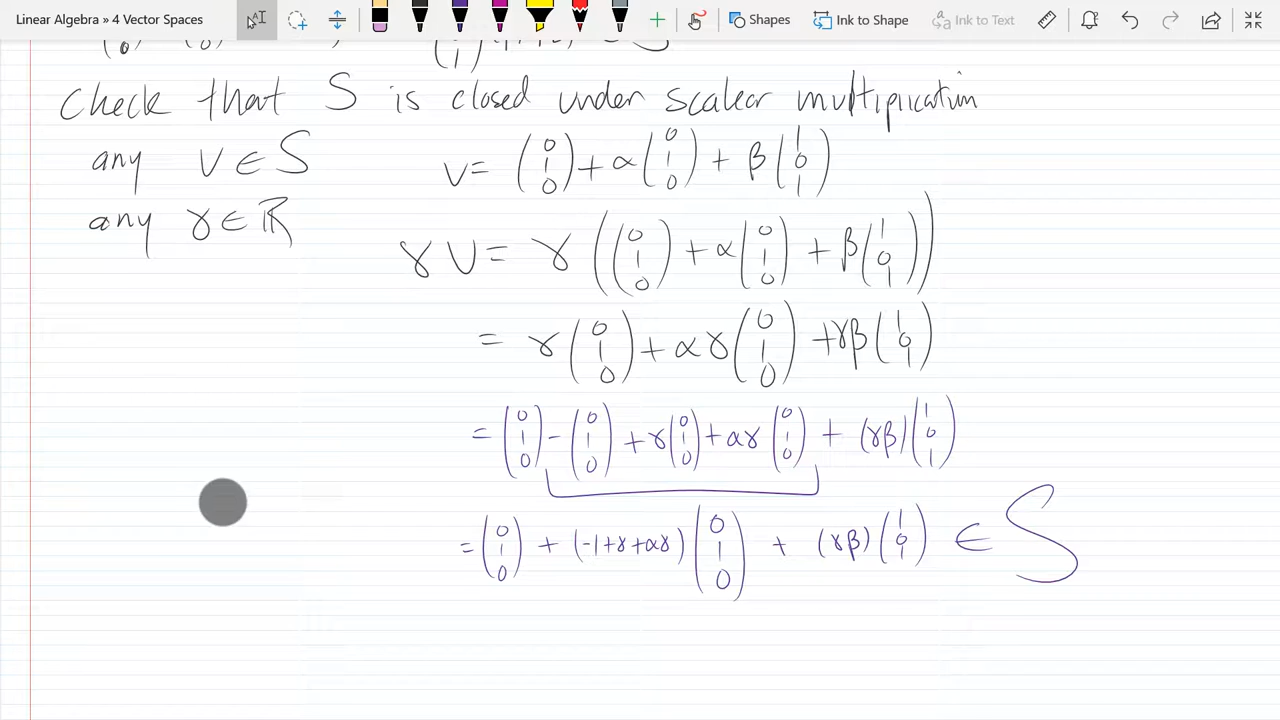 Linear Algebra » 4 Vector Spaces
Shapes Ink to Shape Ink to Text
Check that S is closed under scalar multiplication
any v ∈ S
v = (0 1 0) + α (0 1 0) + β (1 0 1)
any γ ∈ ℝ
γ v = γ ((0 1 0) + α (0 1 0) + β (1 0 1))
= γ (0 1 0) + αγ (0 1 0) + γβ (1 0 1)
= (0 1 0) - (0 1 0) + γ (0 1 0) + αγ (0 1 0) + (γβ) (1 0 1)
= (0 1 0) + (-1+γ+αγ) (0 1 0) + (γβ) (1 0 1) ∈ S